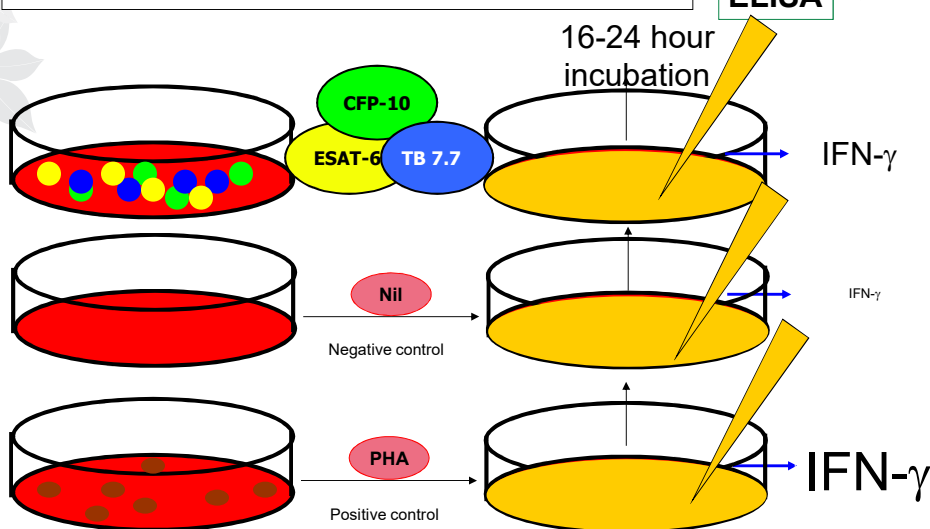 ELISA
16-24 hour
incubation
CFP-10
ESAT-6
TB 7.7
IFN-γ
Nil
Negative control
IFN-γ
PHA
Positive control
IFN-γ